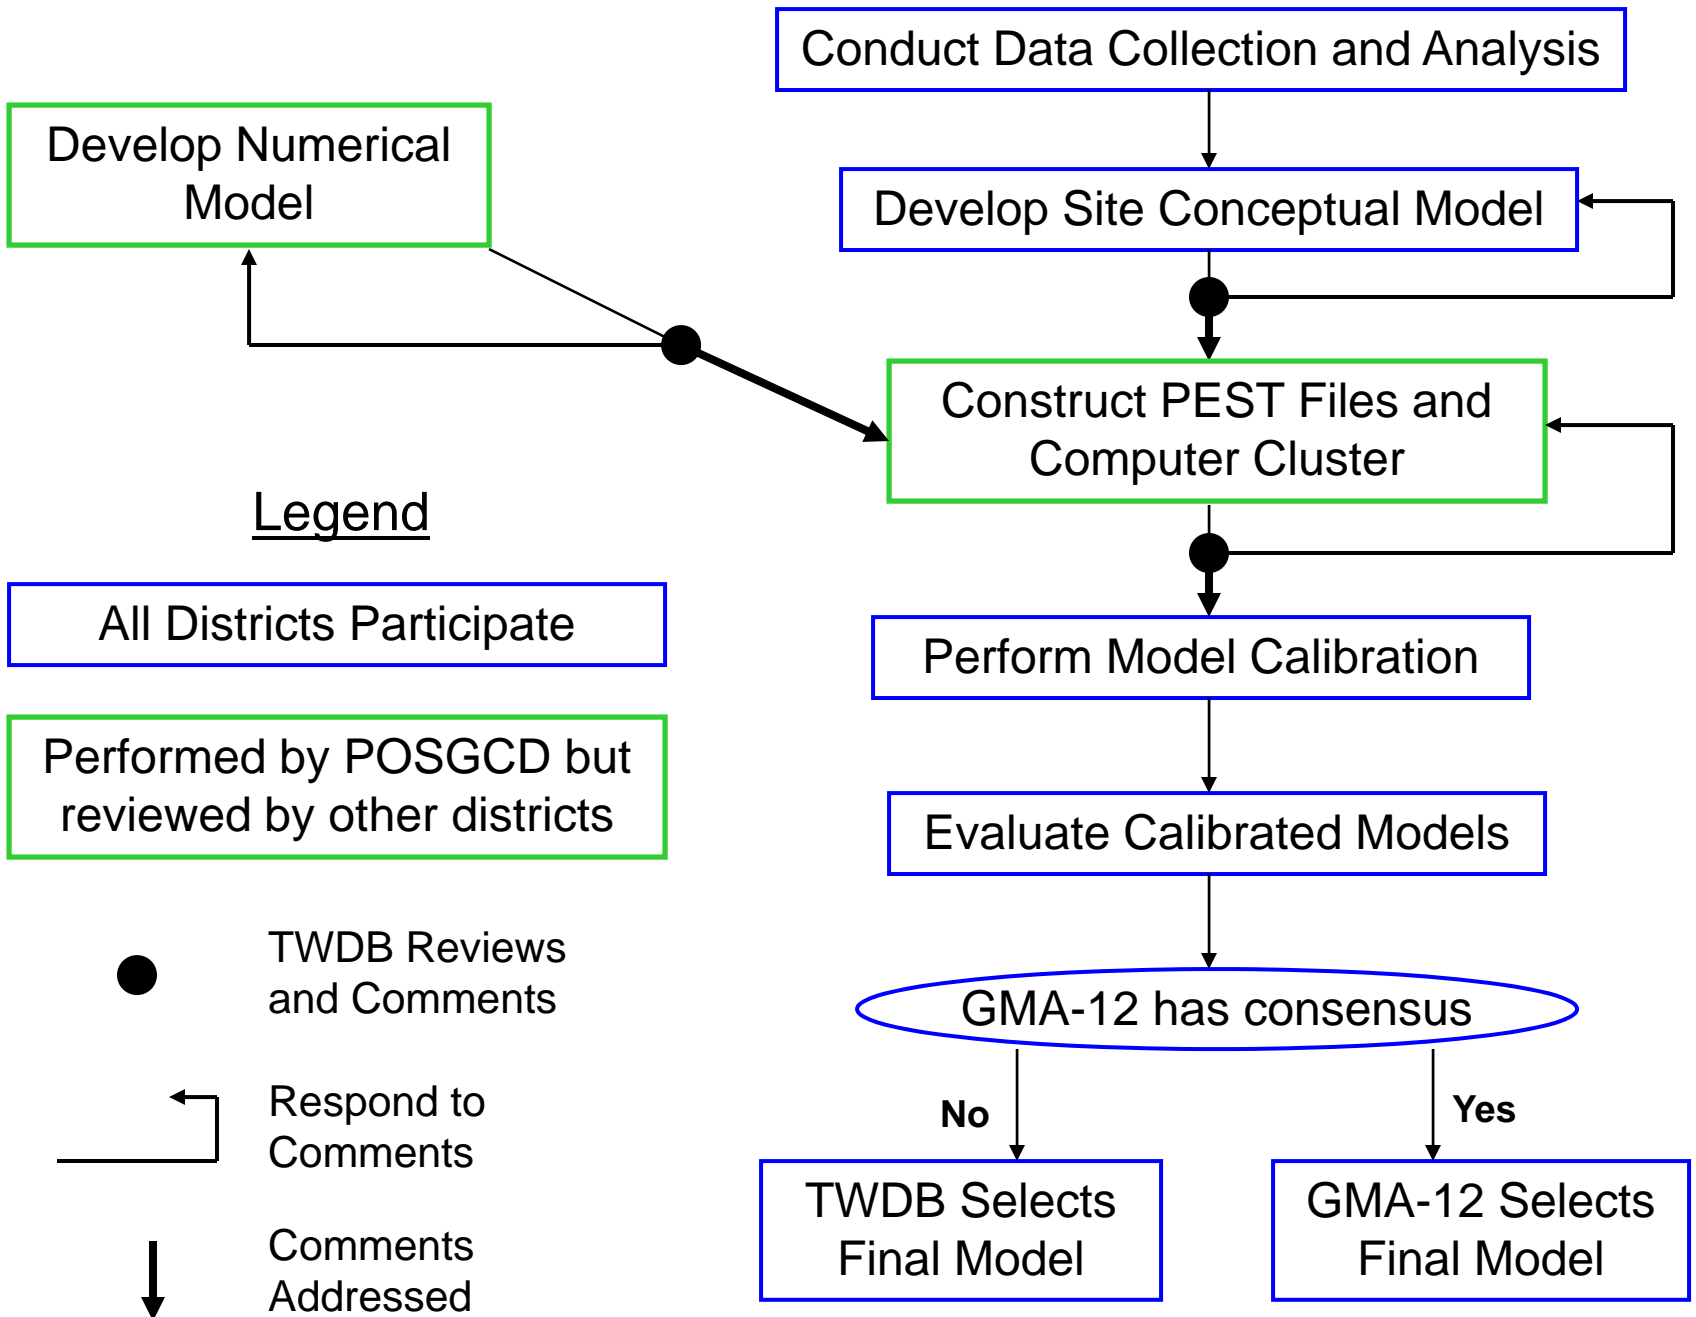 Conduct Data Collection and Analysis
Develop Numerical
Model
Develop Site Conceptual Model
Construct PEST Files and
Computer Cluster
Legend
All Districts Participate
Perform Model Calibration
Performed by POSGCD but
reviewed by other districts
Evaluate Calibrated Models
TWDB Reviews
and Comments
GMA-12 has consensus
Respond to
Comments
No
Yes
TWDB Selects
Final Model
GMA-12 Selects
Final Model
Comments
Addressed